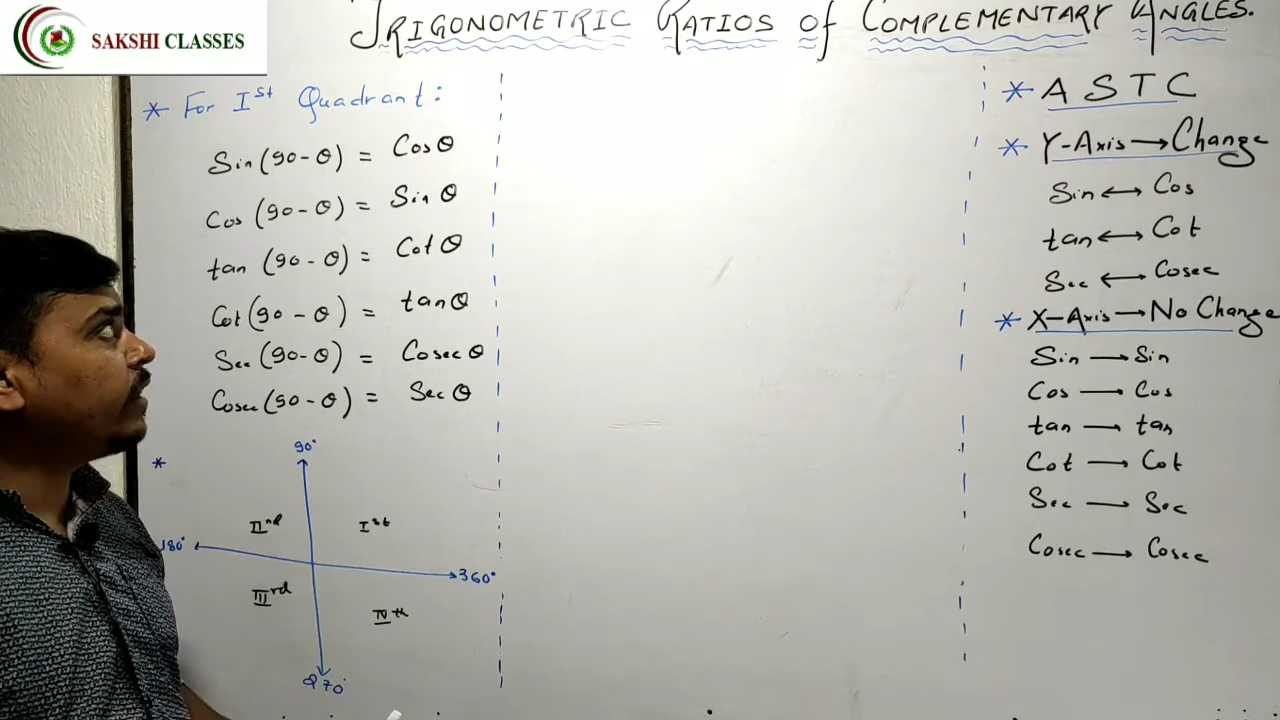 SAKSHI CLASSES
TRIGONOMETRIC RATIOS of COMPLEMENTARY ANGLES.
* For Ist Quadrant:
Sin(90-θ) = Cosθ
Cos (90-θ) = Sin θ
tan (90-θ) = Cot θ
Cot(90-θ) = tanθ
Sec(90-θ) = Cosec θ
Cosec(90-θ) = Sec θ
*
90°
IInd
Ist
180°
360°
IIIrd
IVth
270°
* ASTC
* Y-Axis → Change
Sin ↔ Cos
tan ↔ Cot
Sec ↔ Cosec
* X-Axis → No Change
Sin → Sin
Cos → Cos
tan → tan
Cot → Cot
Sec → Sec
Cosec → Cosec